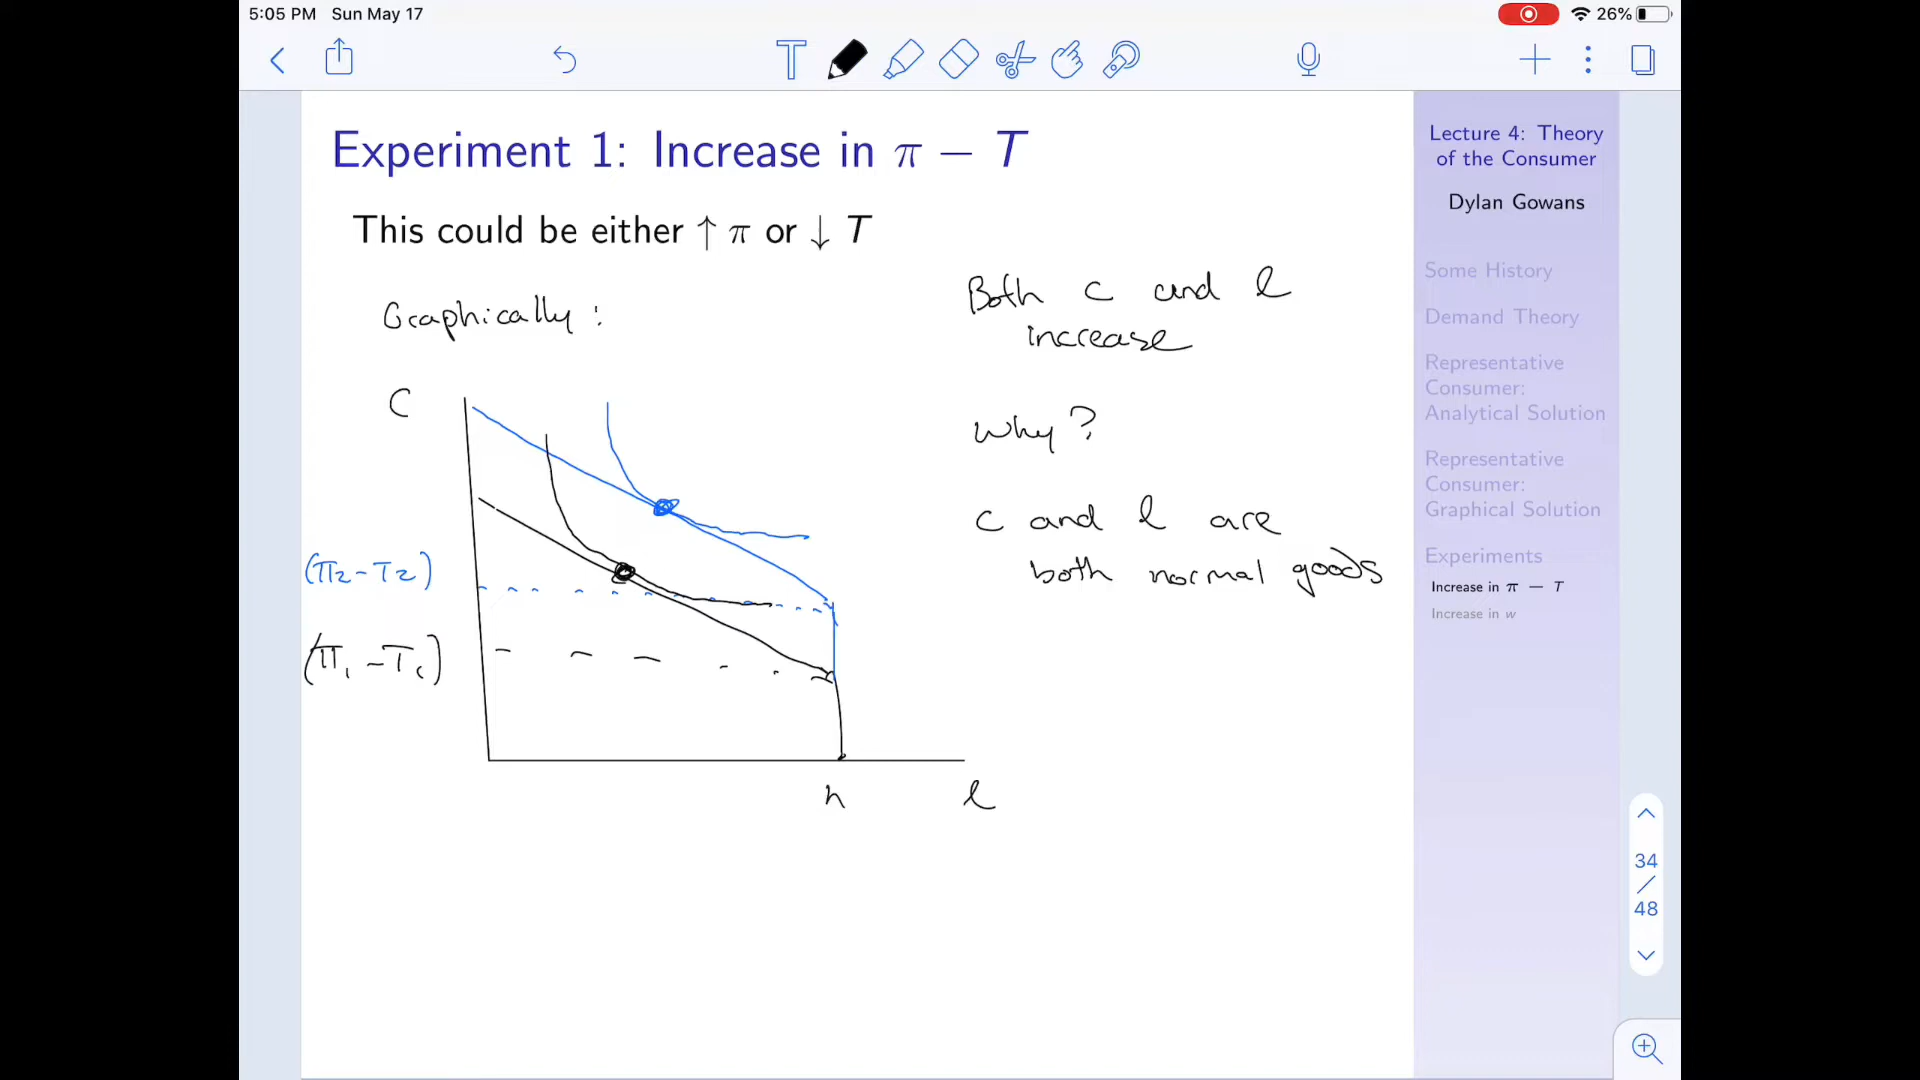 5:05 PM Sun May 17
26%
Experiment 1: Increase in π − T
This could be either ↑ π or ↓ T
Graphically:
Both c and l
increase
Why?
c and l are
both normal goods
C
(π2 − T2)
(π1 − T1)
h
l
Lecture 4: Theory
of the Consumer
Dylan Gowans
Some History
Demand Theory
Representative
Consumer:
Analytical Solution
Representative
Consumer:
Graphical Solution
Experiments
Increase in π − T
Increase in w
34
/
48